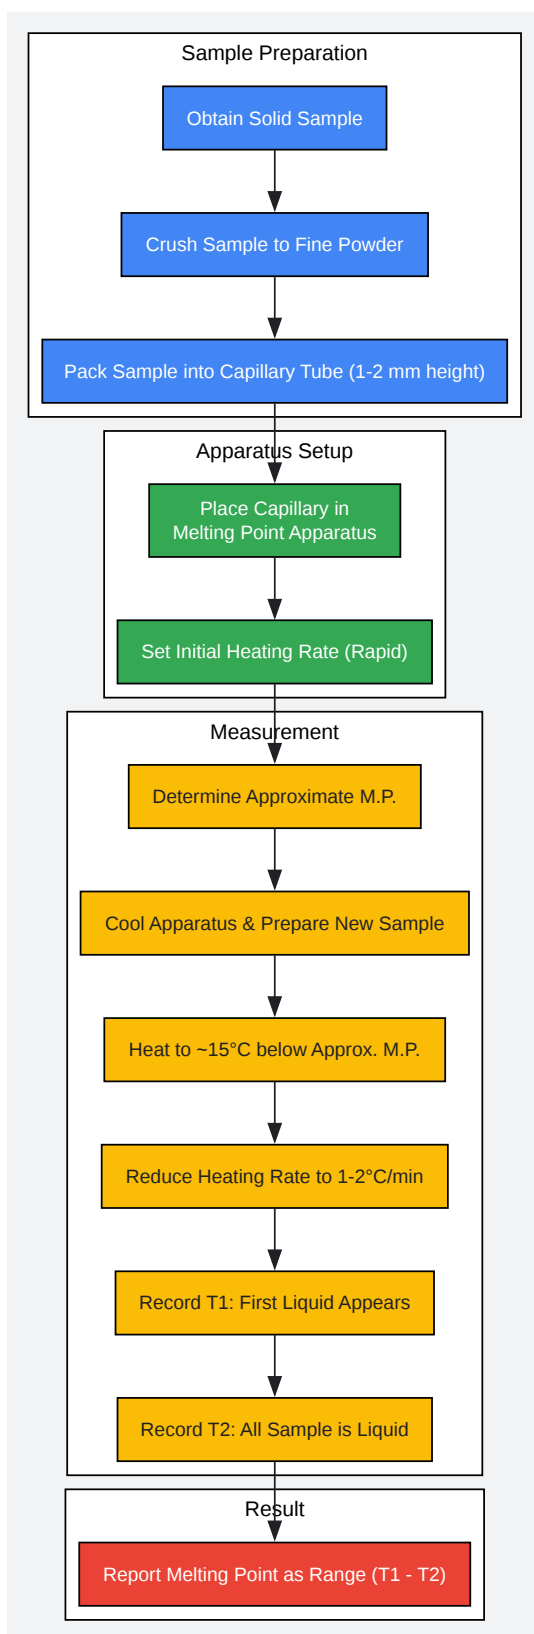 Sample Preparation
Obtain Solid Sample
Crush Sample to Fine Powder
Pack Sample into Capillary Tube (1-2 mm height)
Apparatus Setup
Place Capillary in
Melting Point Apparatus
Set Initial Heating Rate (Rapid)
Measurement
Determine Approximate M.P.
Cool Apparatus & Prepare New Sample
Heat to ~15°C below Approx. M.P.
Reduce Heating Rate to 1-2°C/min
Record T1: First Liquid Appears
Record T2: All Sample is Liquid
Result
Report Melting Point as Range (T1 - T2)